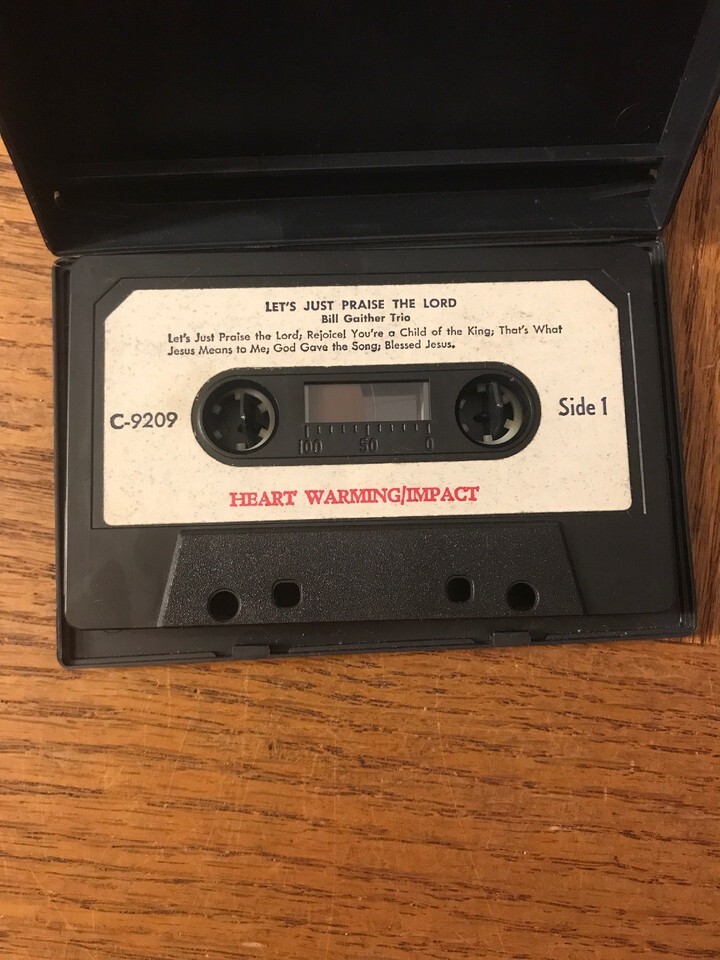 LET'S JUST PRAISE THE LORD
Bill Gaither Trio
Let's Just Praise the Lord; Rejoice! You're a Child of the King; That's What
Jesus Means to Me; God Gave the Song; Blessed Jesus.
C-9209
Side 1
100 50 0
HEART WARMING/IMPACT